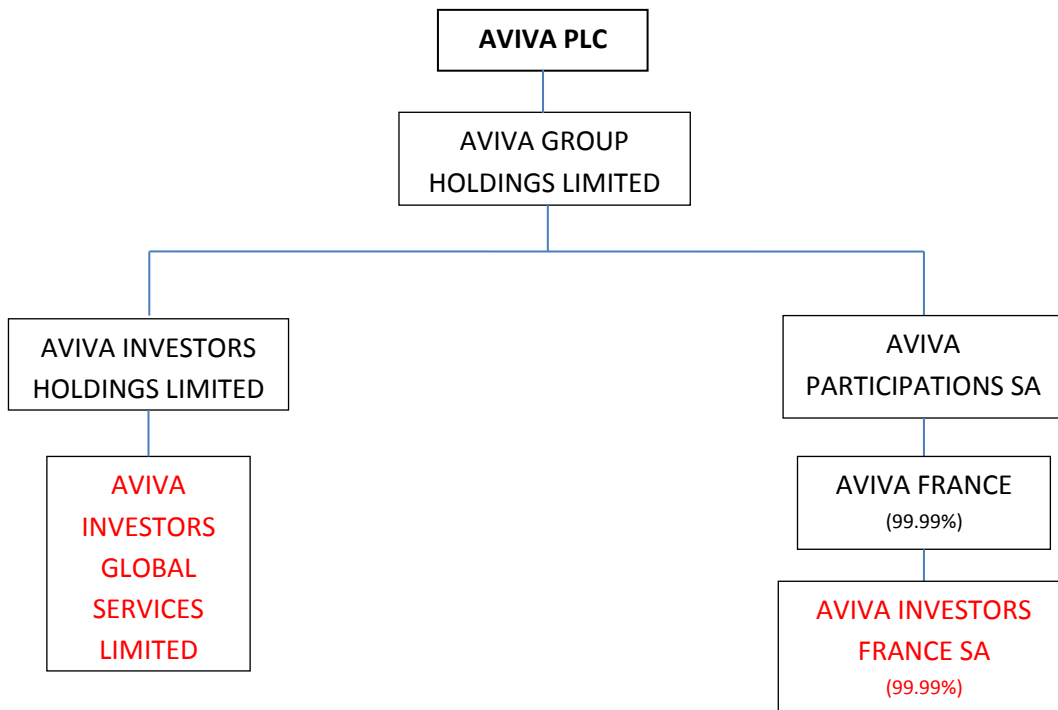 AVIVA PLC
AVIVA GROUP
HOLDINGS LIMITED
AVIVA INVESTORS
HOLDINGS LIMITED
AVIVA
PARTICIPATIONS SA
AVIVA
INVESTORS
GLOBAL
SERVICES
LIMITED
AVIVA FRANCE
(99.99%)
AVIVA INVESTORS
FRANCE SA
(99.99%)